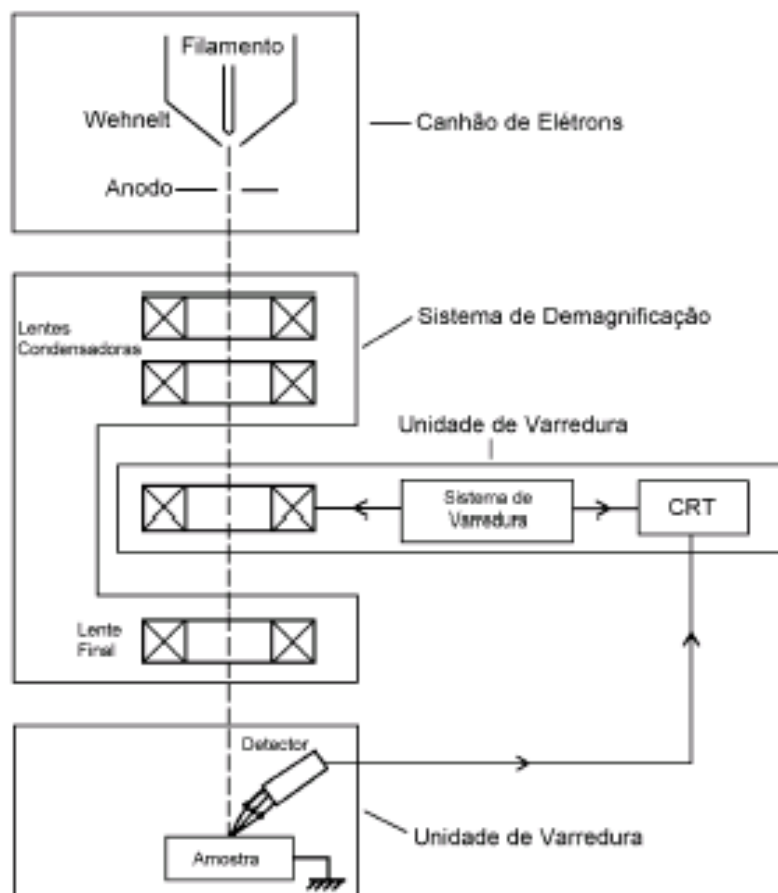 Filamento
Wehnelt
Canhão de Elétrons
Anodo
Lentes
Condensadoras
Sistema de Demagnificação
Unidade de Varredura
Sistema de
Varredura
CRT
Lente
Final
Detector
Amostra
Unidade de Varredura